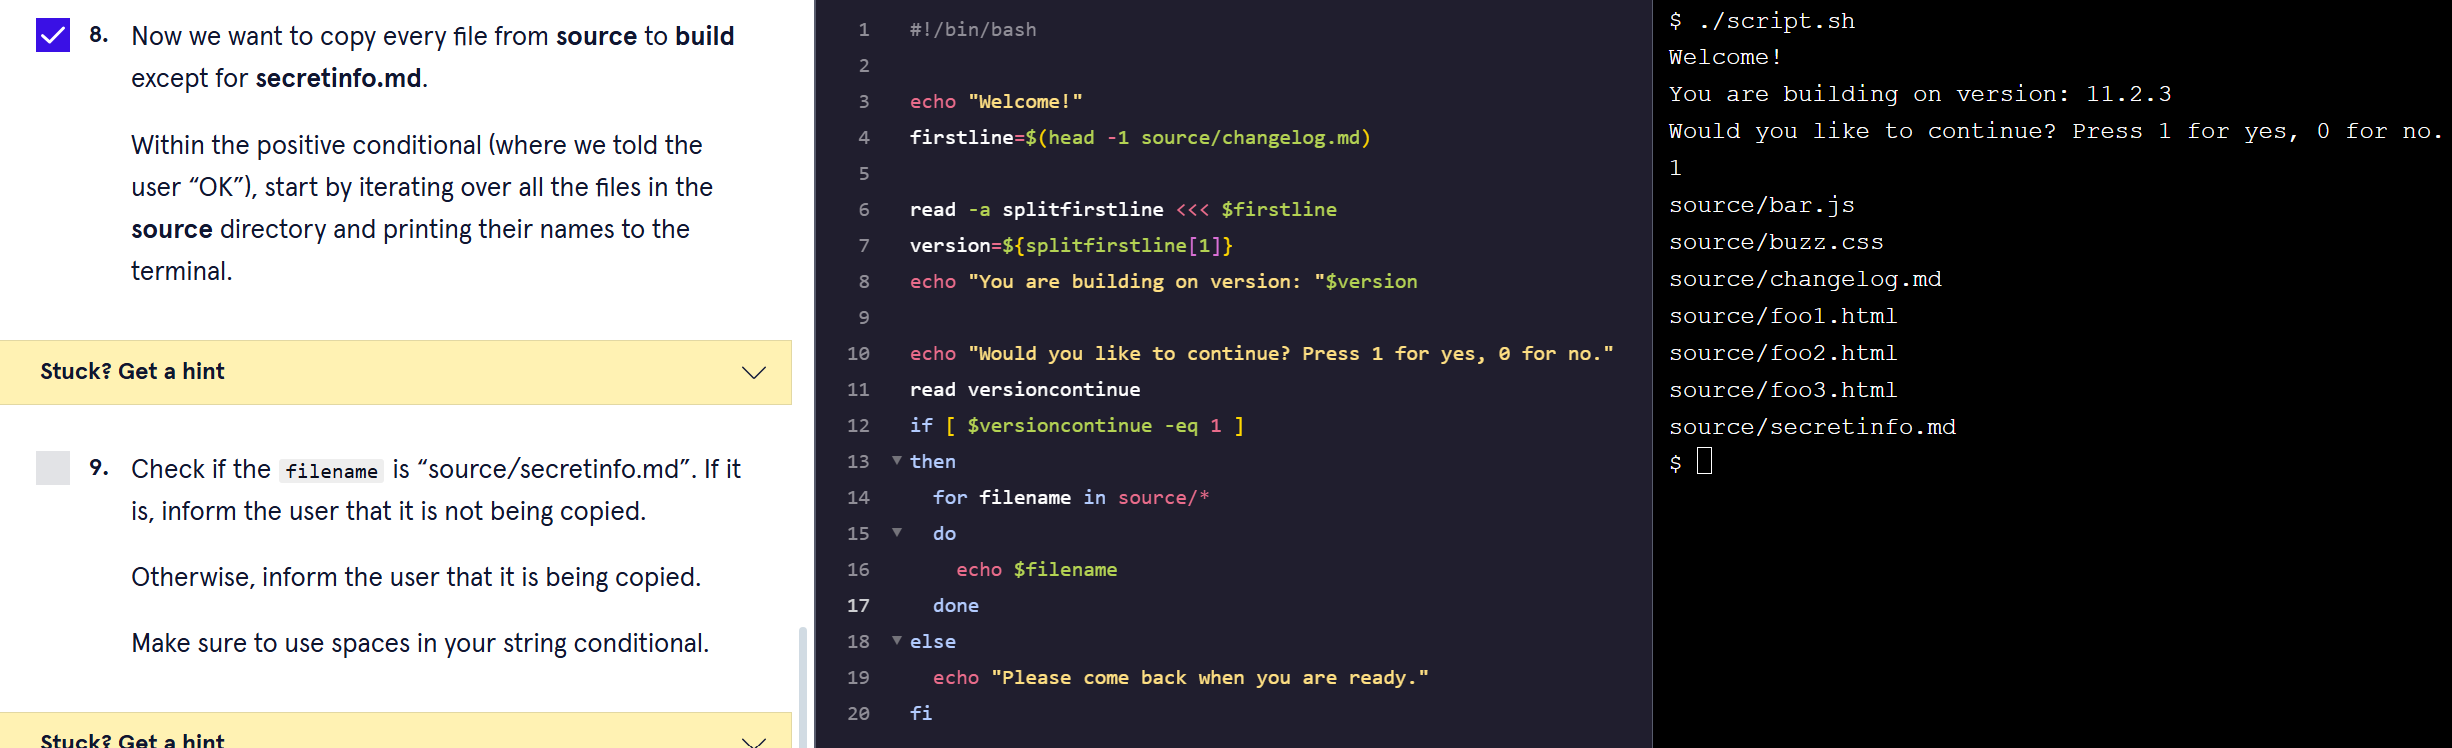 8. Now we want to copy every file from source to build
except for secretinfo.md.
Within the positive conditional (where we told the
user “OK”), start by iterating over all the files in the
source directory and printing their names to the
terminal.
Stuck? Get a hint
9. Check if the filename is “source/secretinfo.md”. If it
is, inform the user that it is not being copied.
Otherwise, inform the user that it is being copied.
Make sure to use spaces in your string conditional.
Stuck? Get a hint
1 #!/bin/bash
2
3 echo "Welcome!"
4 firstline=$(head -1 source/changelog.md)
5
6 read -a splitfirstline <<< $firstline
7 version=${splitfirstline[1]}
8 echo "You are building on version: "$version
9
10 echo "Would you like to continue? Press 1 for yes, 0 for no."
11 read versioncontinue
12 if [ $versioncontinue -eq 1 ]
13 then
14   for filename in source/*
15   do
16     echo $filename
17   done
18 else
19   echo "Please come back when you are ready."
20 fi
$ ./script.sh
Welcome!
You are building on version: 11.2.3
Would you like to continue? Press 1 for yes, 0 for no.
1
source/bar.js
source/buzz.css
source/changelog.md
source/foo1.html
source/foo2.html
source/foo3.html
source/secretinfo.md
$